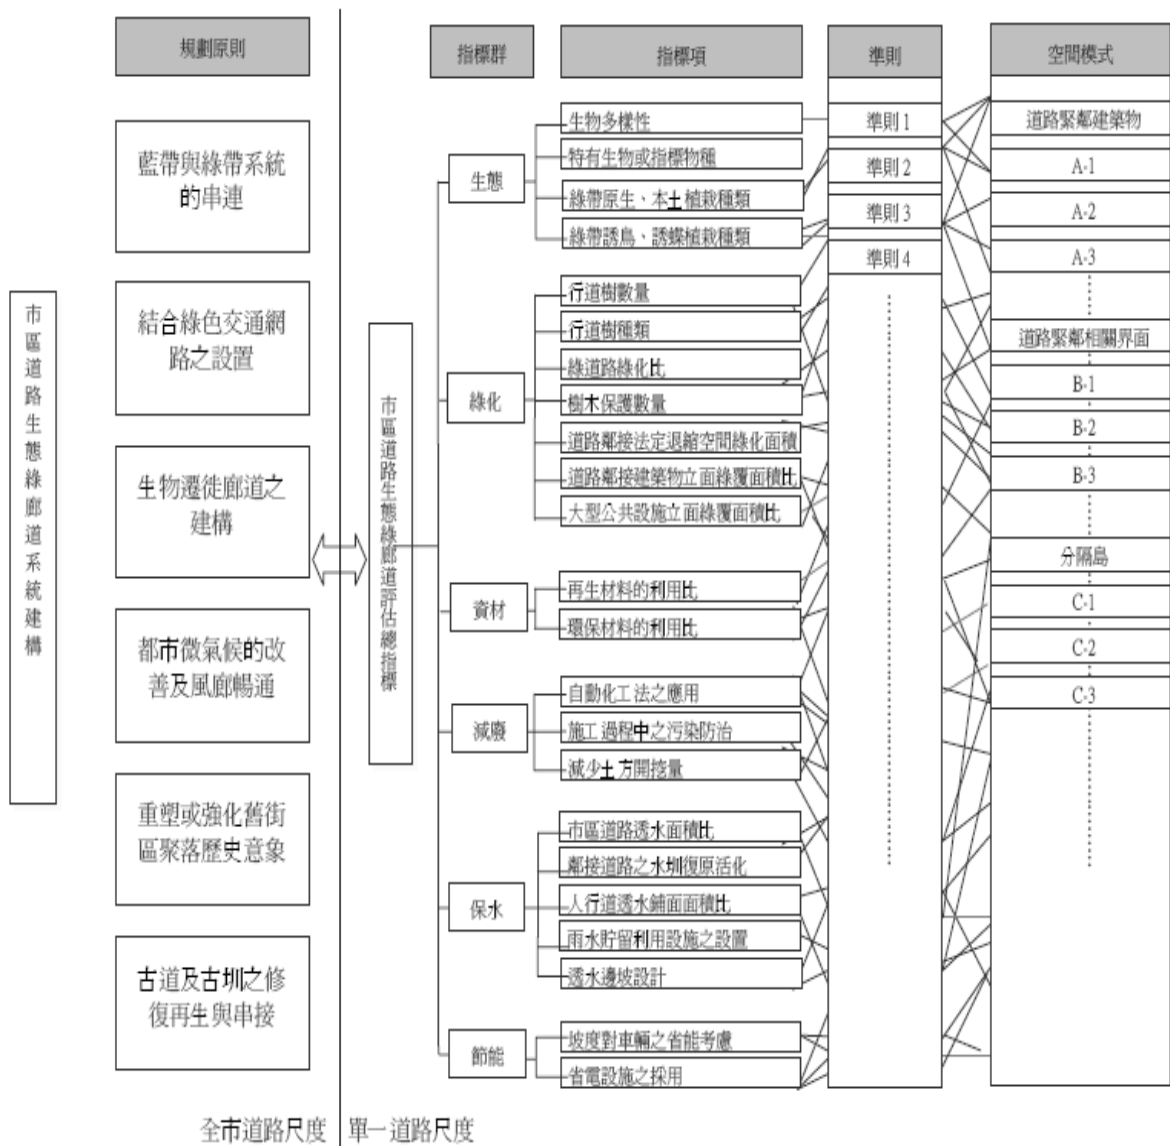 規劃原則
指標群
指標項
準則
空間模式
市區道路生態綠廊道系統建構
藍帶與綠帶系統
的串連
結合綠色交通網
路之設置
生物遷徙廊道之
建構
都市微氣候的改
善及風廊暢通
重塑或強化舊街
區聚落歷史意象
古道及古圳之修
復再生與串接
市區道路生態綠廊道評估總指標
生態
生物多樣性
特有生物或指標物種
綠帶原生、本土植栽種類
綠帶誘鳥、誘蝶植栽種類
綠化
行道樹數量
行道樹種類
綠道路綠化比
樹木保護數量
道路鄰接法定退縮空間綠化面積
道路鄰接建築物立面綠覆面積比
大型公共設施立面綠覆面積比
資材
再生材料的利用比
環保材料的利用比
減廢
自動化工法之應用
施工過程中之污染防治
減少土方開挖量
保水
市區道路透水面積比
鄰接道路之水圳復原活化
人行道透水鋪面面積比
雨水貯留利用設施之設置
透水邊坡設計
節能
坡度對車輛之省能考慮
省電設施之採用
準則 1
準則 2
準則 3
準則 4
道路緊鄰建築物
A-1
A-2
A-3
道路緊鄰相關界面
B-1
B-2
B-3
分隔島
C-1
C-2
C-3
全市道路尺度
單一道路尺度